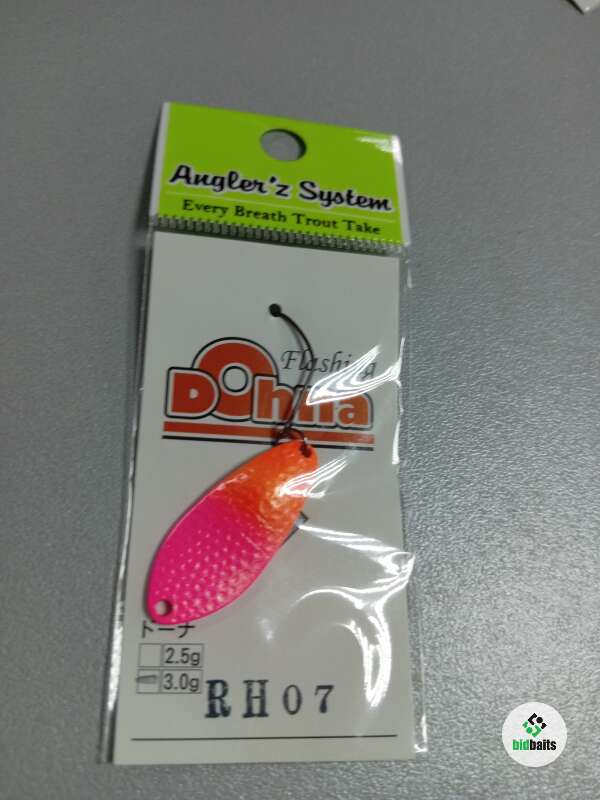 Angler'z System
Every Breath Trout Take
Flashing
Dohna
ドーナ
2.5g
3.0g
RH07
bidbaits